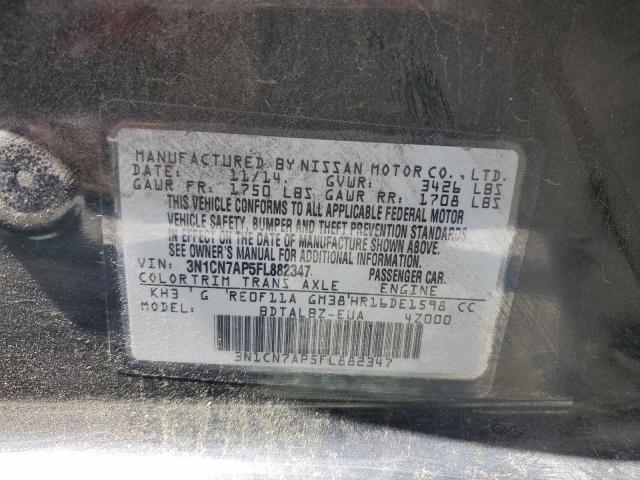 MANUFACTURED BY NISSAN MOTOR CO., LTD.
DATE: 11/14 GVWR: 3426 LBS
GAWR FR: 1750 LBS GAWR RR: 1708 LBS
THIS VEHICLE CONFORMS TO ALL APPLICABLE FEDERAL MOTOR
VEHICLE SAFETY, BUMPER AND THEFT PREVENTION STANDARDS
IN EFFECT ON THE DATE OF MANUFACTURE SHOWN ABOVE.
SEE OWNER'S MANUAL FOR ADDITIONAL INFORMATION.
VIN: 3N1CN7AP5FL882347 PASSENGER CAR.
COLOR TRIM TRANS AXLE ENGINE
KH3 G RE0F11A GM38 HR16DE1598 CC
MODEL: BDTALBZ-EUA 4Z000
3N1CN7AP5FL882347